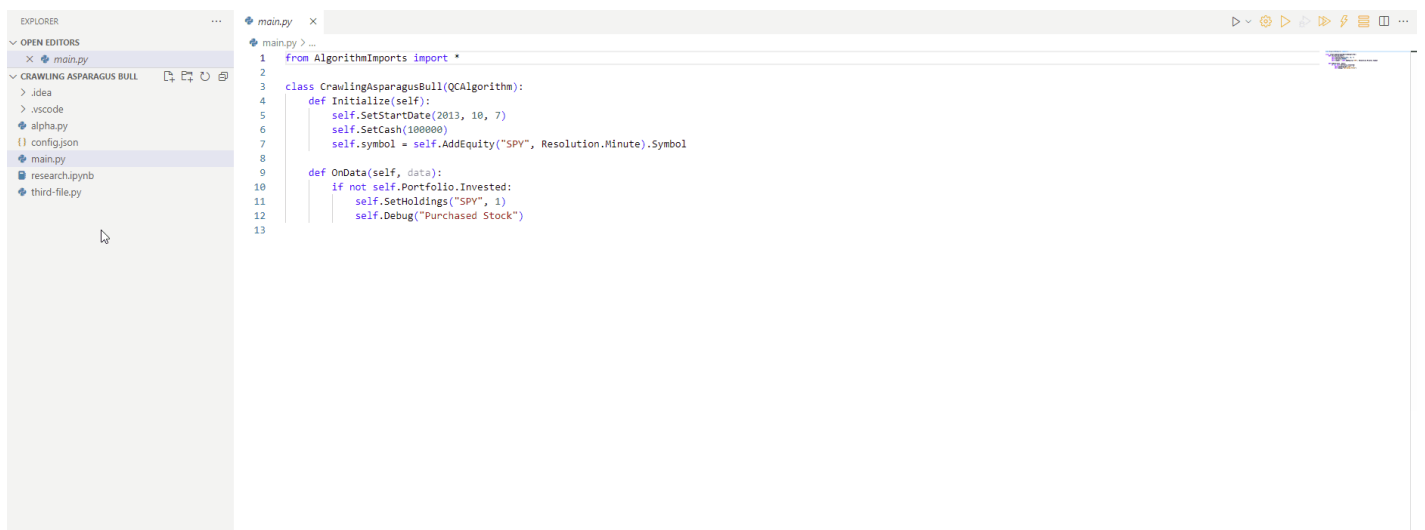 EXPLORER
OPEN EDITORS
main.py
CRAWLING ASPARAGUS BULL
.idea
.vscode
alpha.py
config.json
main.py
research.ipynb
third-file.py
main.py
main.py > ...
1 from AlgorithmImports import *
2
3 class CrawlingAsparagusBull(QCAlgorithm):
4     def Initialize(self):
5         self.SetStartDate(2013, 10, 7)
6         self.SetCash(100000)
7         self.symbol = self.AddEquity("SPY", Resolution.Minute).Symbol
8
9     def OnData(self, data):
10         if not self.Portfolio.Invested:
11             self.SetHoldings("SPY", 1)
12             self.Debug("Purchased Stock")
13